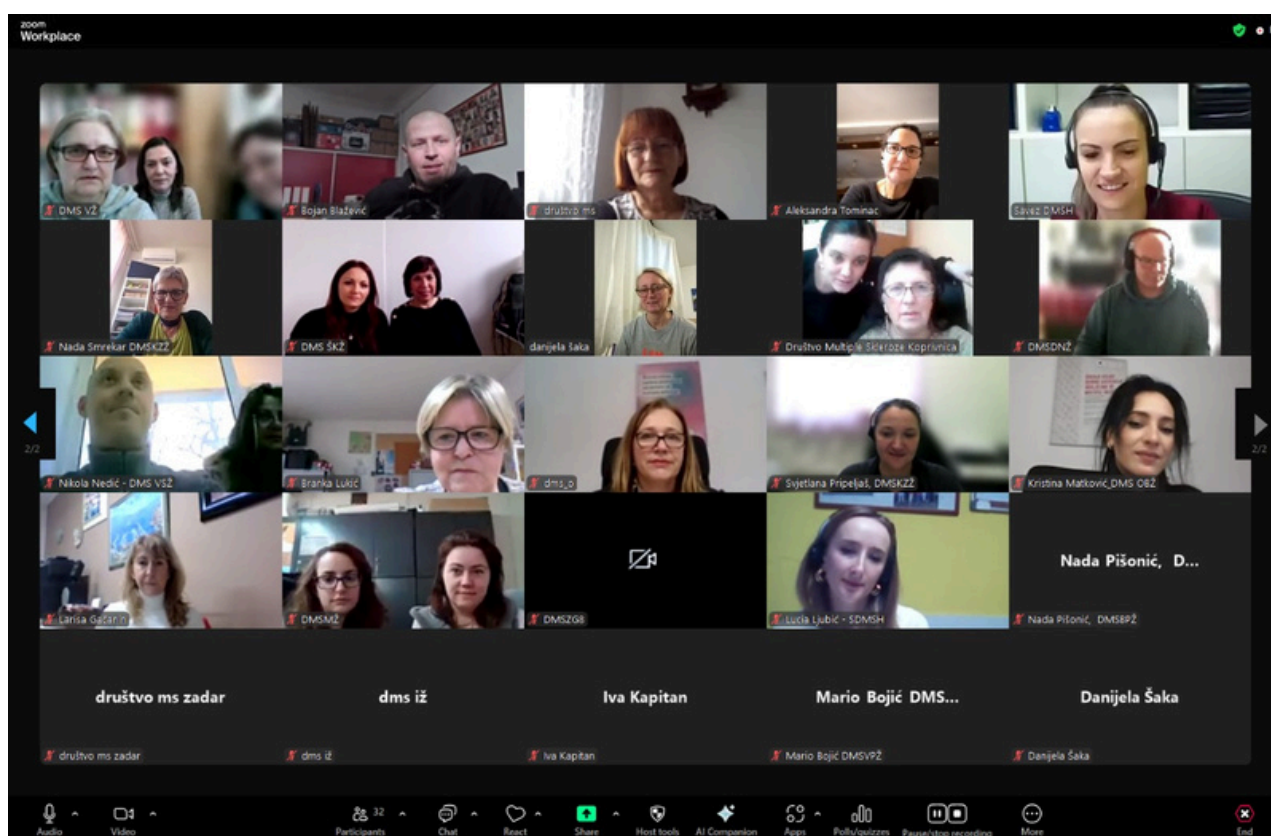 zoom
Workplace
DMS VŽ
Bojan Blažević
društvo ms
Aleksandra Tominac
Savez DMSH
Nada Smrekar DMSKZŽ
DMS ŠKŽ
danijela šaka
Društvo Multiple Skleroze Koprivnica
DMSDNŽ
2/2
2/2
Nikola Nedić - DMS VSŽ
Branka Lukić
dms_o
Svjetlana Pripeljaš, DMSKZŽ
Kristina Matković_DMS OBŽ
Nada Pišonić, D...
Larisa Gačanin
DMSMŽ
DMSZGB
Lucia Ljubić - SDMSH
Nada Pišonić, DMSBPŽ
društvo ms zadar
dms iž
Iva Kapitan
Mario Bojić DMS...
Danijela Šaka
društvo ms zadar
dms iž
Iva Kapitan
Mario Bojić DMSVPŽ
Danijela Šaka
32
Audio
Video
Participants
Chat
React
Share
Host tools
AI Companion
Apps
Polls/quizzes
Pause/stop recording
More
End